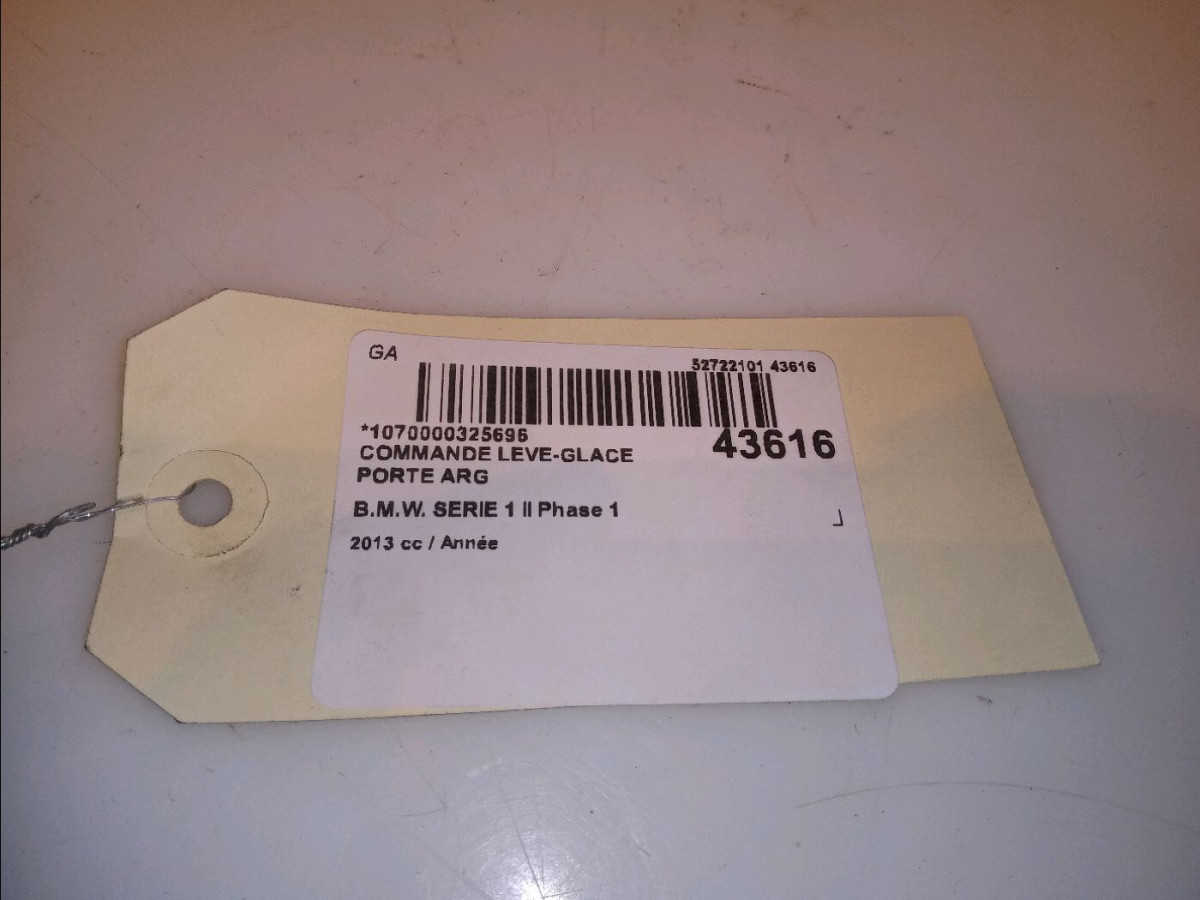 GA
52722101 43616
*1070000325696
43616
COMMANDE LEVE-GLACE
PORTE ARG
B.M.W. SERIE 1 II Phase 1
2013 cc / Année